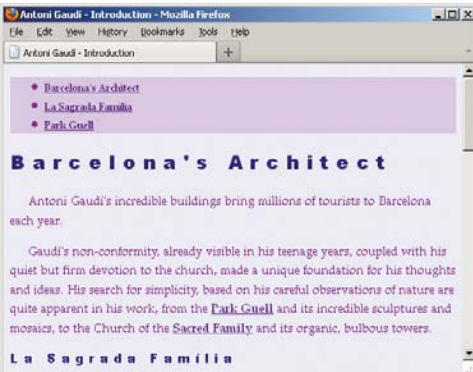 Antoni Gaudi - Introduction - Mozilla Firefox
File Edit View History Bookmarks Tools Help
Antoni Gaudí - Introduction
+
Barcelona's Architect
La Sagrada Família
Park Guell
Barcelona's Architect
Antoni Gaudí's incredible buildings bring millions of tourists to Barcelona
each year.
Gaudí's non-conformity, already visible in his teenage years, coupled with his
quiet but firm devotion to the church, made a unique foundation for his thoughts
and ideas. His search for simplicity, based on his careful observations of nature are
quite apparent in his work, from the Park Guell and its incredible sculptures and
mosaics, to the Church of the Sacred Family and its organic, bulbous towers.
La Sagrada Família